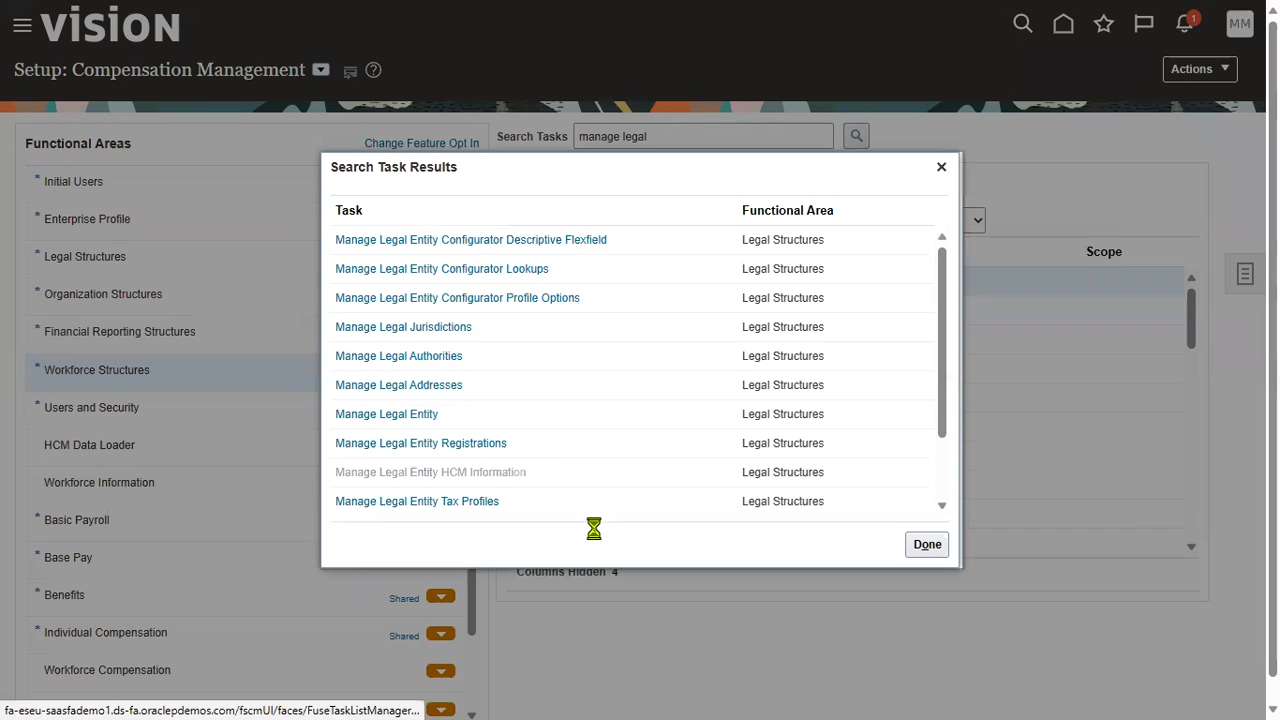 vision
1
MM
Setup: Compensation Management
Actions
Functional Areas
Change Feature Opt In
Search Tasks
manage legal
* Initial Users
* Enterprise Profile
* Legal Structures
* Organization Structures
* Financial Reporting Structures
* Workforce Structures
* Users and Security
HCM Data Loader
Workforce Information
* Basic Payroll
* Base Pay
* Benefits
Shared
* Individual Compensation
Shared
Workforce Compensation
Search Task Results
Task
Functional Area
Manage Legal Entity Configurator Descriptive Flexfield
Legal Structures
Manage Legal Entity Configurator Lookups
Legal Structures
Manage Legal Entity Configurator Profile Options
Legal Structures
Manage Legal Jurisdictions
Legal Structures
Manage Legal Authorities
Legal Structures
Manage Legal Addresses
Legal Structures
Manage Legal Entity
Legal Structures
Manage Legal Entity Registrations
Legal Structures
Manage Legal Entity HCM Information
Legal Structures
Manage Legal Entity Tax Profiles
Legal Structures
Done
Scope
Columns Hidden 4
fa-eseu-saasfademo1.ds-fa.oraclepdemos.com/fscmUI/faces/FuseTaskListManager...